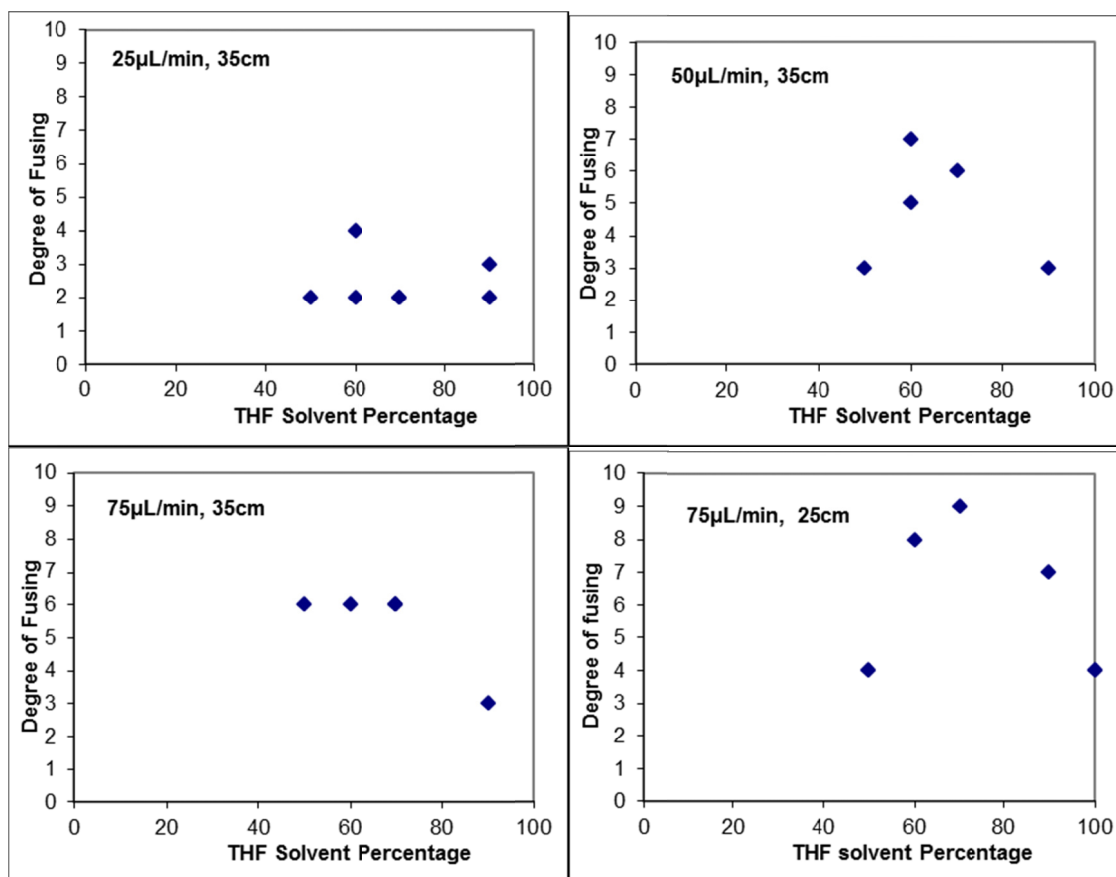 25µL/min, 35cm
Degree of Fusing
10
9
8
7
6
5
4
3
2
1
0
0 20 40 60 80 100
THF Solvent Percentage
50µL/min, 35cm
Degree of Fusing
10
9
8
7
6
5
4
3
2
1
0
0 20 40 60 80 100
THF Solvent Percentage
75µL/min, 35cm
Degree of Fusing
10
9
8
7
6
5
4
3
2
1
0
0 20 40 60 80 100
THF Solvent Percentage
75µL/min, 25cm
Degree of fusing
10
9
8
7
6
5
4
3
2
1
0
0 20 40 60 80 100
THF solvent Percentage